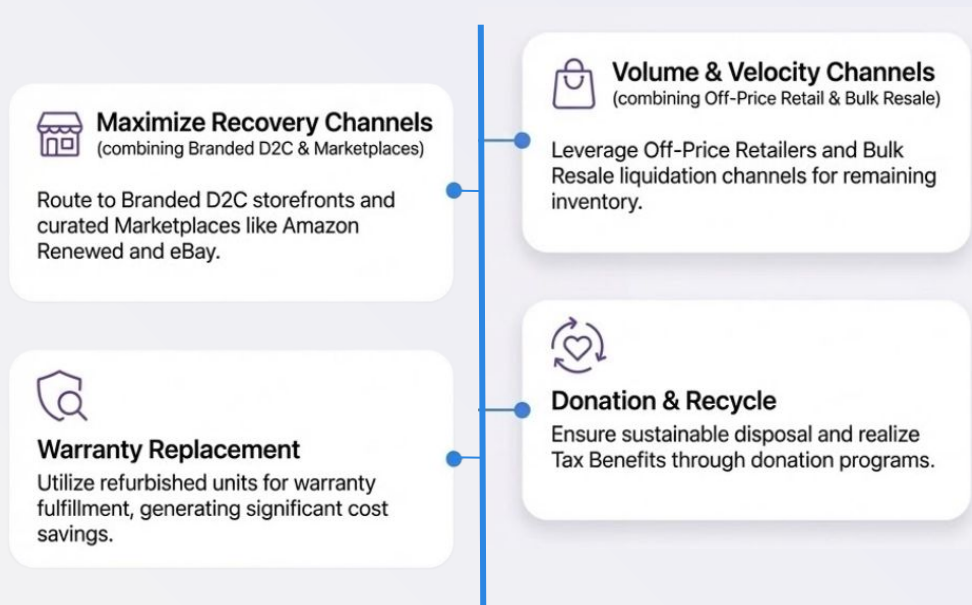 Maximize Recovery Channels
(combining Branded D2C & Marketplaces)
Route to Branded D2C storefronts and
curated Marketplaces like Amazon
Renewed and eBay.
Volume & Velocity Channels
(combining Off-Price Retail & Bulk Resale)
Leverage Off-Price Retailers and Bulk
Resale liquidation channels for remaining
inventory.
Warranty Replacement
Utilize refurbished units for warranty
fulfillment, generating significant cost
savings.
Donation & Recycle
Ensure sustainable disposal and realize
Tax Benefits through donation programs.